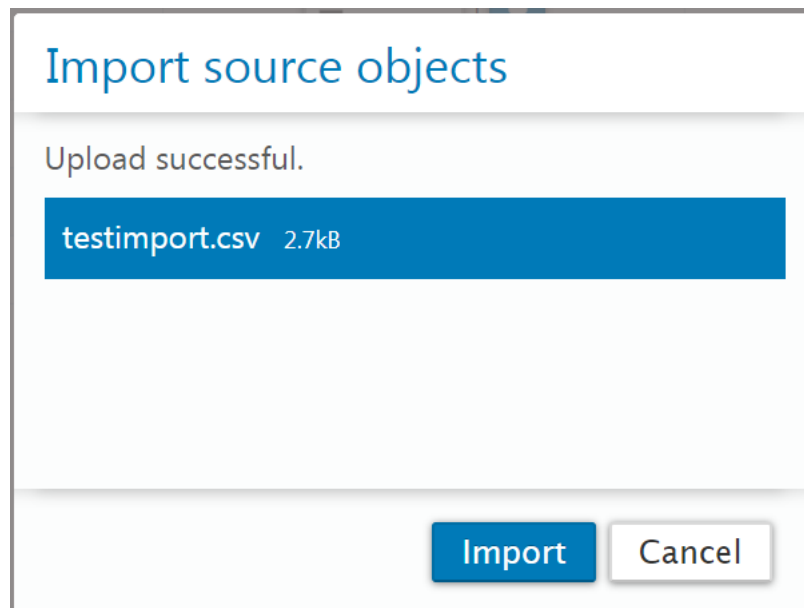 Import source objects
Upload successful.
testimport.csv 2.7kB
Import Cancel